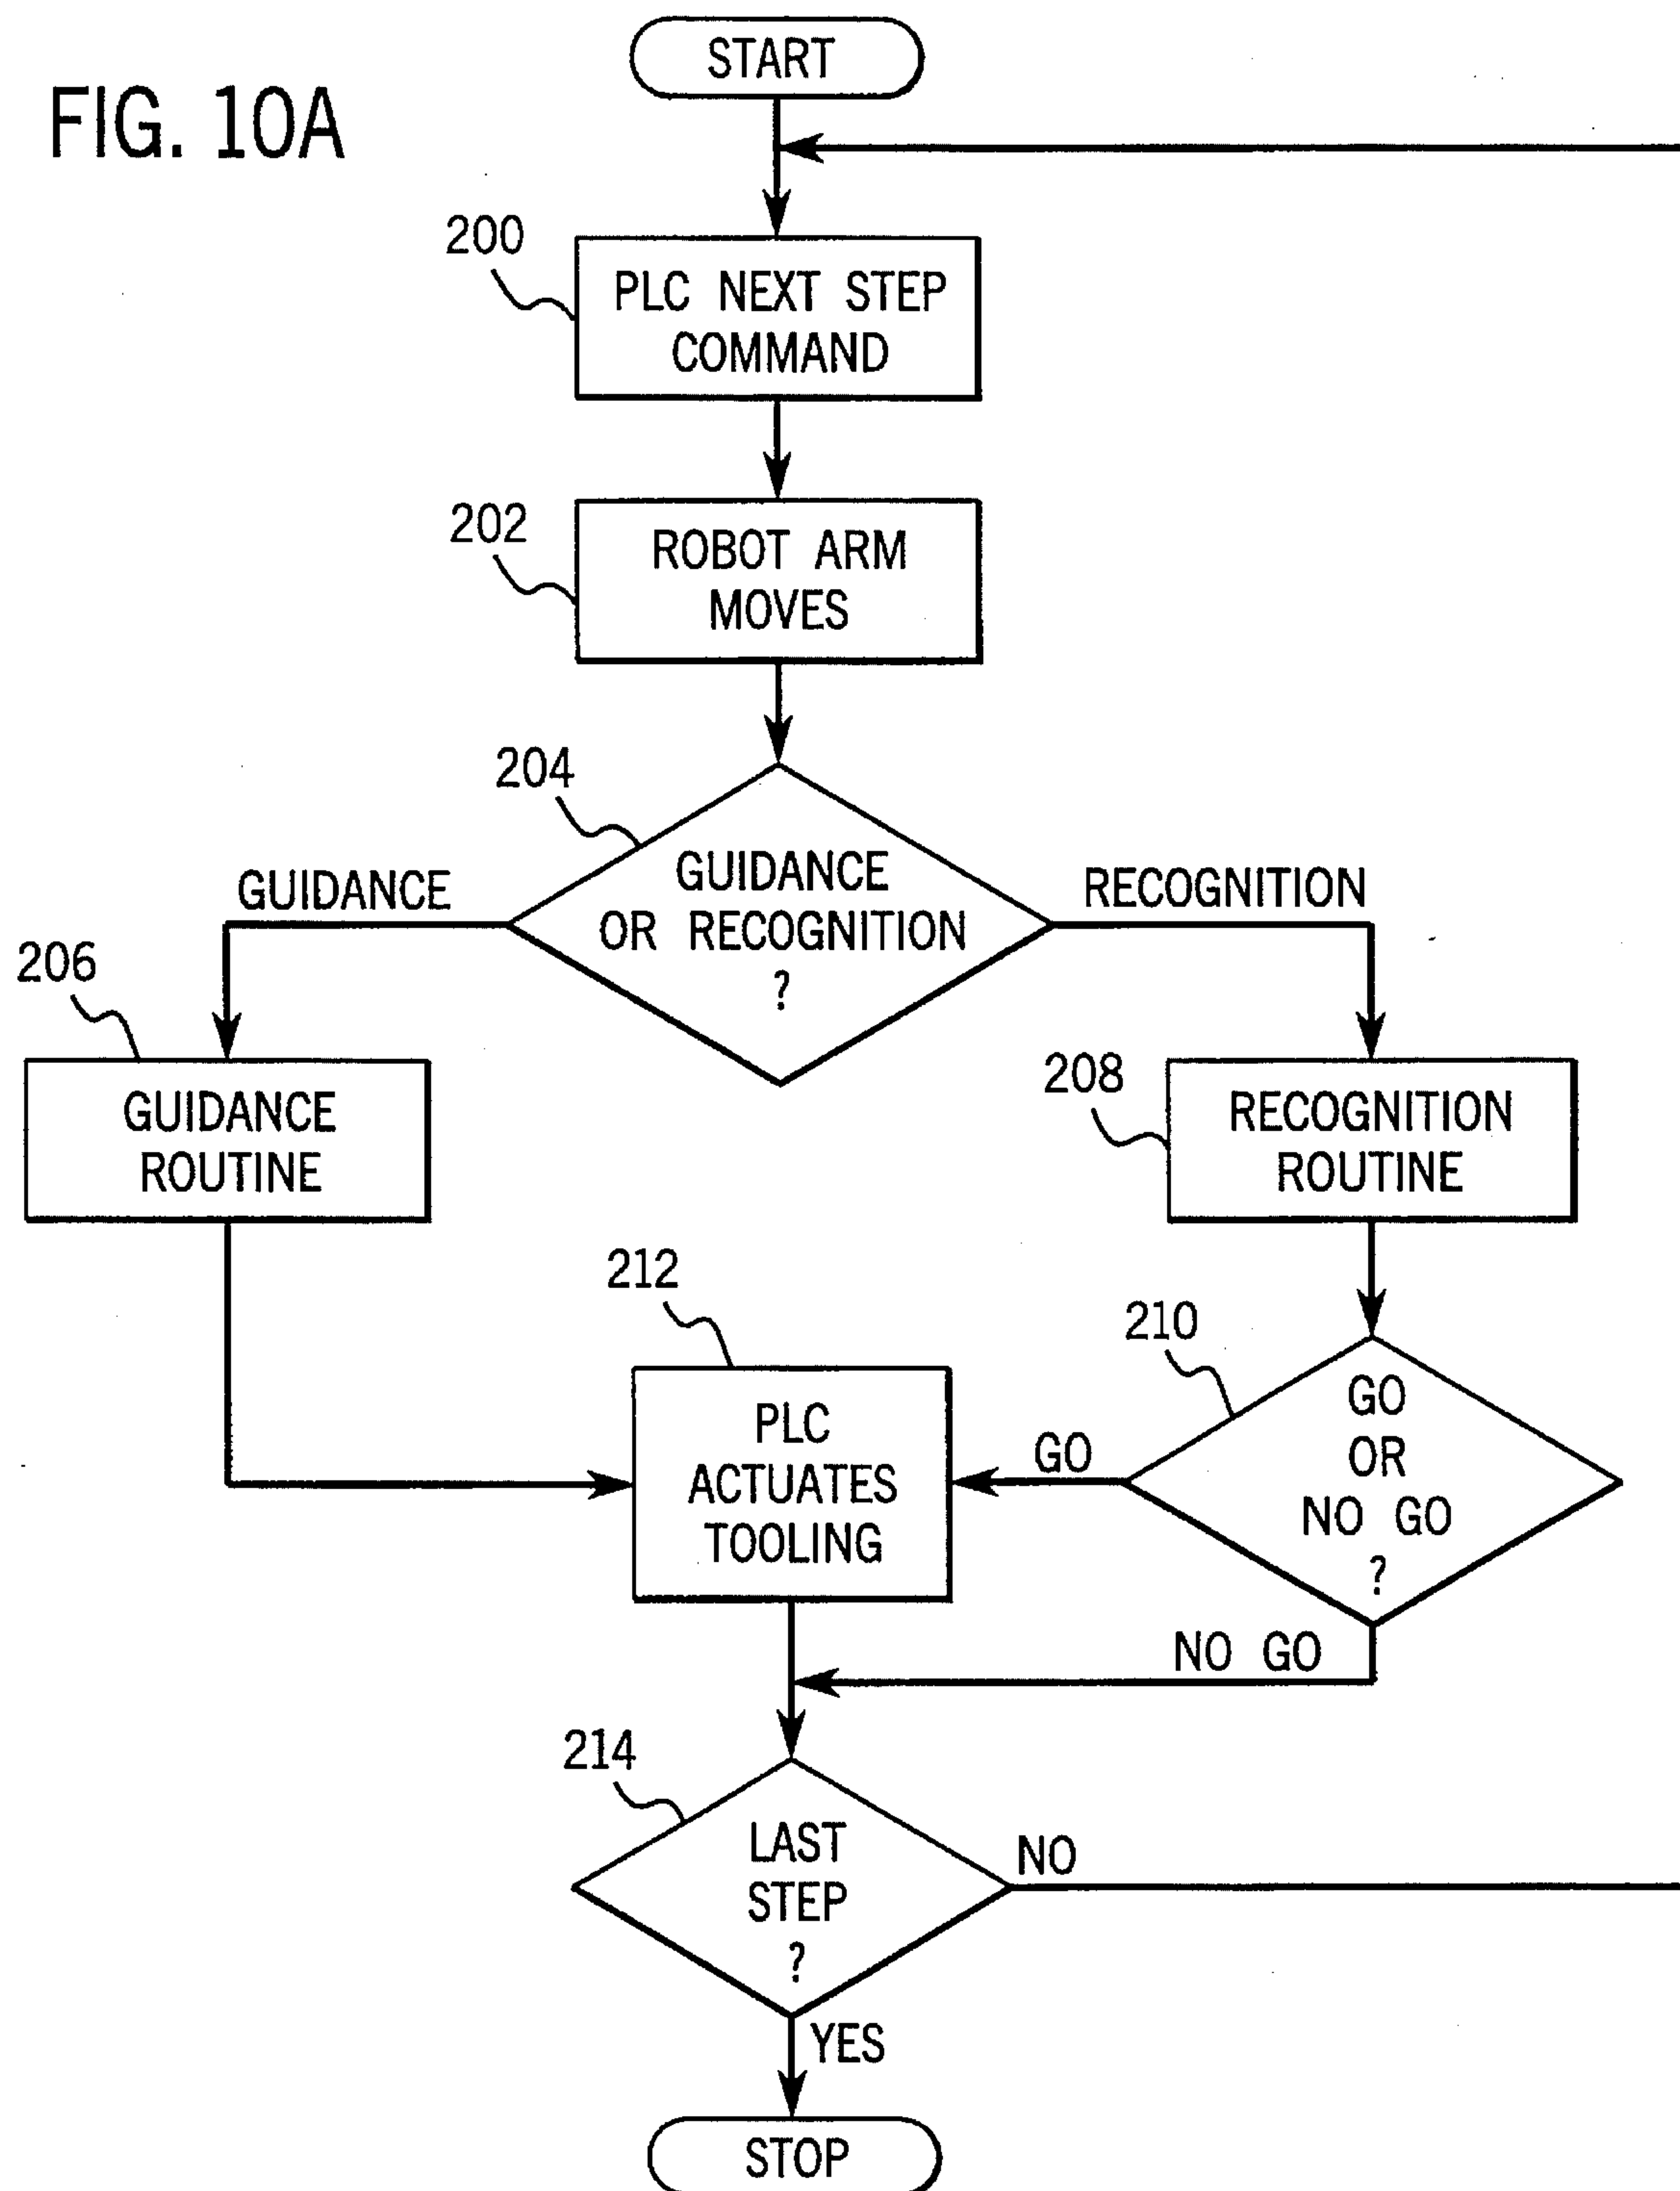 START
FIG. 10A
200
PLC NEXT STEP
COMMAND
202
ROBOT ARM
MOVES
204
GUIDANCE
OR RECOGNITION
?
GUIDANCE
RECOGNITION
206
GUIDANCE
ROUTINE
208
RECOGNITION
ROUTINE
212
PLC
ACTUATES
TOOLING
210
GO
OR
NO GO
?
GO
NO GO
214
LAST
STEP
?
NO
YES
STOP